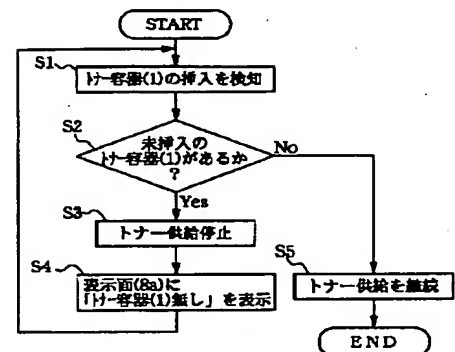 START
S1
トナー容器(1)の挿入を検知
S2
未挿入の
トナー容器(1)があるか
?
No
Yes
S3
トナー供給停止
S4
表示面(8a)に
「トナー容器(1)無し」を表示
S5
トナー供給を継続
END